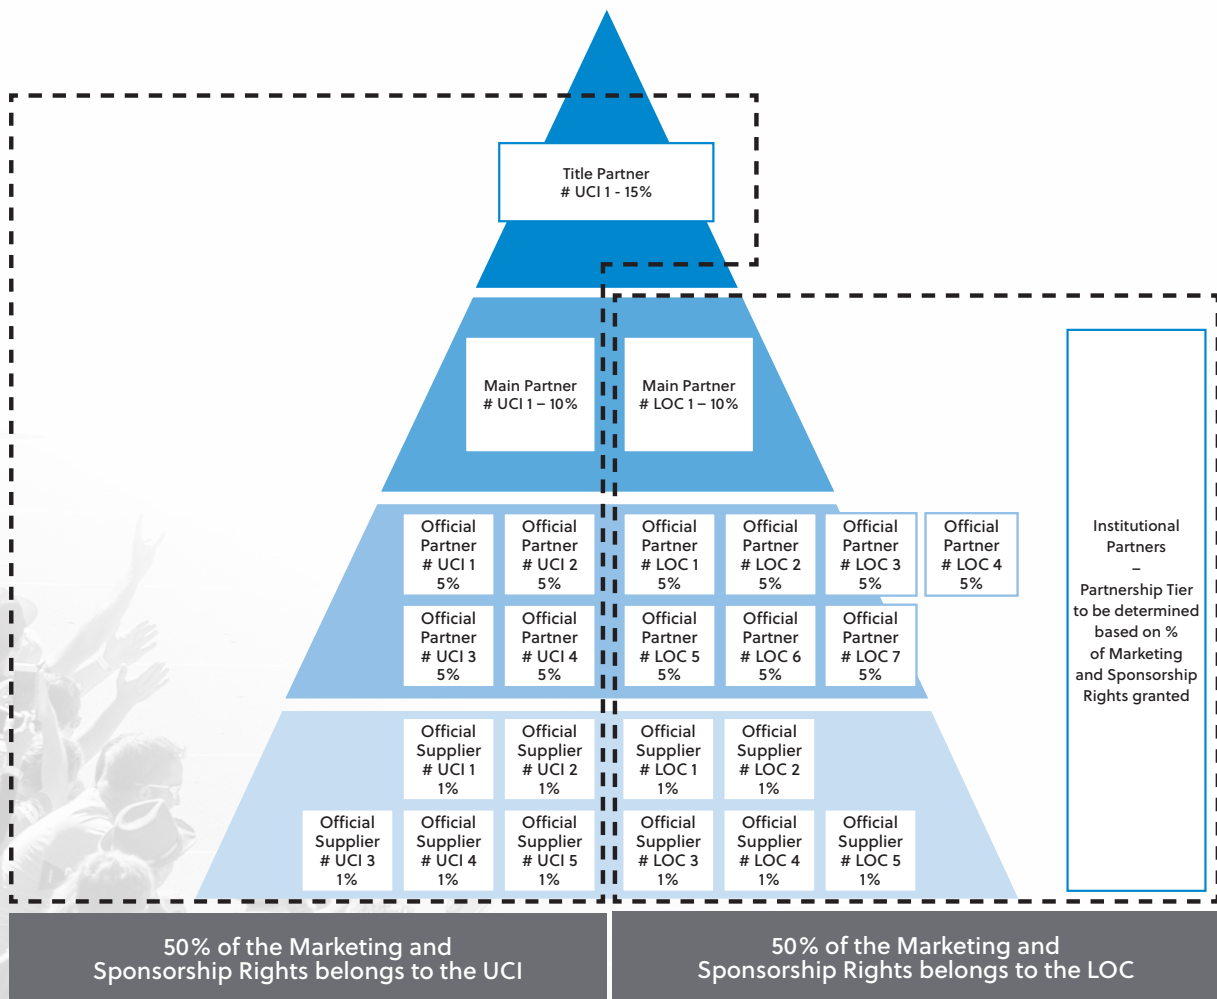 Title Partner
# UCI 1 - 15%
Main Partner
# UCI 1 – 10%
Main Partner
# LOC 1 – 10%
Official
Partner
# UCI 1
5%
Official
Partner
# UCI 2
5%
Official
Partner
# LOC 1
5%
Official
Partner
# LOC 2
5%
Official
Partner
# LOC 3
5%
Official
Partner
# LOC 4
5%
Official
Partner
# UCI 3
5%
Official
Partner
# UCI 4
5%
Official
Partner
# LOC 5
5%
Official
Partner
# LOC 6
5%
Official
Partner
# LOC 7
5%
Official
Supplier
# UCI 1
1%
Official
Supplier
# UCI 2
1%
Official
Supplier
# LOC 1
1%
Official
Supplier
# LOC 2
1%
Official
Supplier
# UCI 3
1%
Official
Supplier
# UCI 4
1%
Official
Supplier
# UCI 5
1%
Official
Supplier
# LOC 3
1%
Official
Supplier
# LOC 4
1%
Official
Supplier
# LOC 5
1%
Institutional
Partners
–
Partnership Tier
to be determined
based on %
of Marketing
and Sponsorship
Rights granted
50% of the Marketing and
Sponsorship Rights belongs to the UCI
50% of the Marketing and
Sponsorship Rights belongs to the LOC